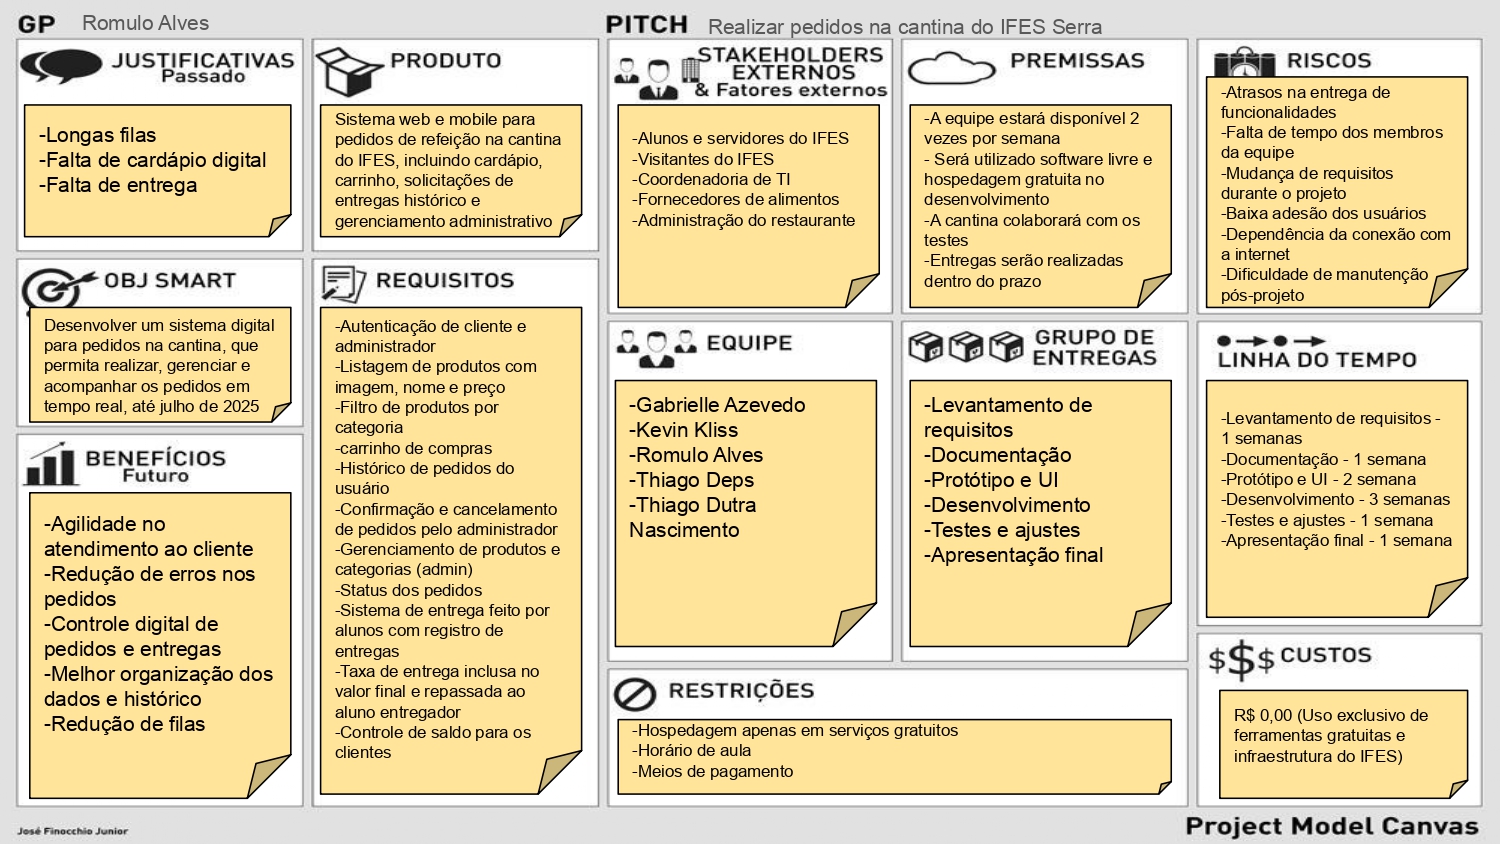 GP
Romulo Alves
PITCH
Realizar pedidos na cantina do IFES Serra
JUSTIFICATIVAS
Passado
-Longas filas
-Falta de cardápio digital
-Falta de entrega
OBJ SMART
Desenvolver um sistema digital
para pedidos na cantina, que
permita realizar, gerenciar e
acompanhar os pedidos em
tempo real, até julho de 2025
BENEFÍCIOS
Futuro
-Agilidade no
atendimento ao cliente
-Redução de erros nos
pedidos
-Controle digital de
pedidos e entregas
-Melhor organização dos
dados e histórico
-Redução de filas
PRODUTO
Sistema web e mobile para
pedidos de refeição na cantina
do IFES, incluindo cardápio,
carrinho, solicitações de
entregas histórico e
gerenciamento administrativo
REQUISITOS
-Autenticação de cliente e
administrador
-Listagem de produtos com
imagem, nome e preço
-Filtro de produtos por
categoria
-carrinho de compras
-Histórico de pedidos do
usuário
-Confirmação e cancelamento
de pedidos pelo administrador
-Gerenciamento de produtos e
categorias (admin)
-Status dos pedidos
-Sistema de entrega feito por
alunos com registro de
entregas
-Taxa de entrega inclusa no
valor final e repassada ao
aluno entregador
-Controle de saldo para os
clientes
STAKEHOLDERS
EXTERNOS
& Fatores externos
-Alunos e servidores do IFES
-Visitantes do IFES
-Coordenadoria de TI
-Fornecedores de alimentos
-Administração do restaurante
EQUIPE
-Gabrielle Azevedo
-Kevin Kliss
-Romulo Alves
-Thiago Deps
-Thiago Dutra
Nascimento
PREMISSAS
-A equipe estará disponível 2
vezes por semana
- Será utilizado software livre e
hospedagem gratuita no
desenvolvimento
-A cantina colaborará com os
testes
-Entregas serão realizadas
dentro do prazo
GRUPO DE
ENTREGAS
-Levantamento de
requisitos
-Documentação
-Protótipo e UI
-Desenvolvimento
-Testes e ajustes
-Apresentação final
RESTRIÇÕES
-Hospedagem apenas em serviços gratuitos
-Horário de aula
-Meios de pagamento
RISCOS
-Atrasos na entrega de
funcionalidades
-Falta de tempo dos membros
da equipe
-Mudança de requisitos
durante o projeto
-Baixa adesão dos usuários
-Dependência da conexão com
a internet
-Dificuldade de manutenção
pós-projeto
LINHA DO TEMPO
-Levantamento de requisitos -
1 semanas
-Documentação - 1 semana
-Protótipo e UI - 2 semana
-Desenvolvimento - 3 semanas
-Testes e ajustes - 1 semana
-Apresentação final - 1 semana
$$$ CUSTOS
R$ 0,00 (Uso exclusivo de
ferramentas gratuitas e
infraestrutura do IFES)
José Finocchio Junior
Project Model Canvas